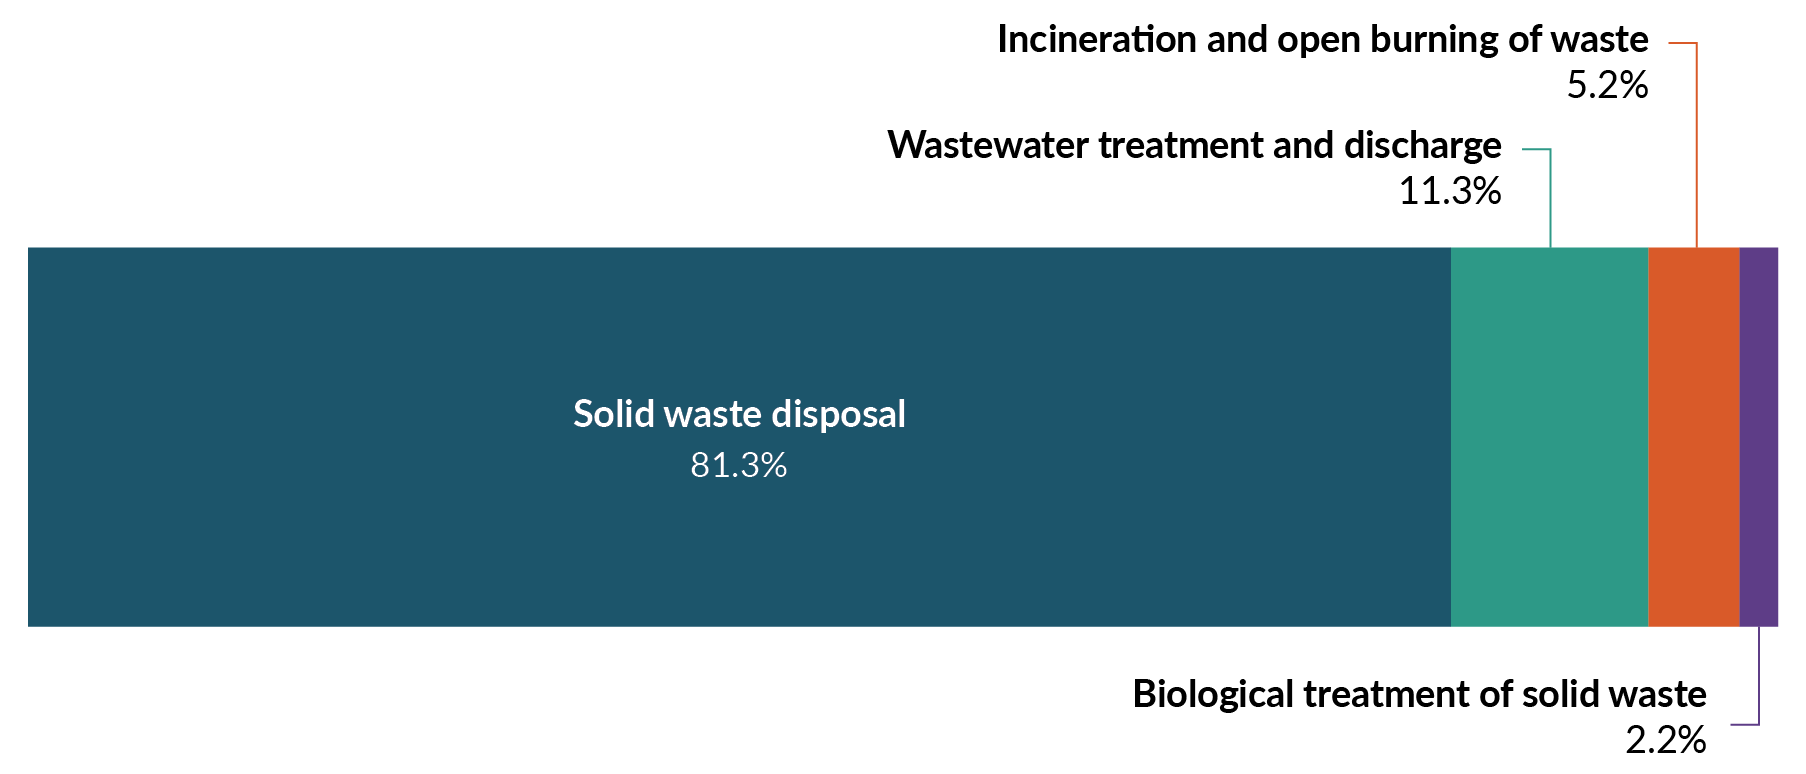 Incineration and open burning of waste
5.2%
Wastewater treatment and discharge
11.3%
Solid waste disposal
81.3%
Biological treatment of solid waste
2.2%